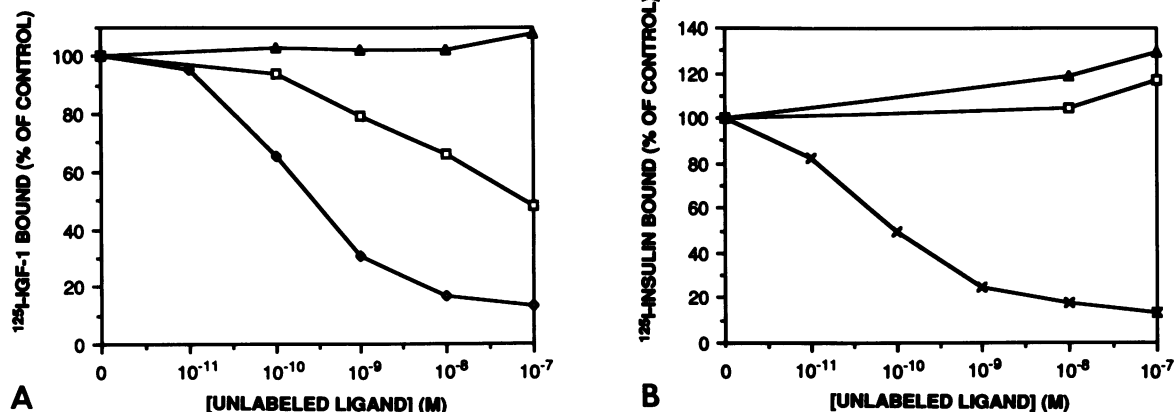 ¹²⁵I-IGF-1 BOUND (% OF CONTROL)
100
80
60
40
20
0
0 10⁻¹¹ 10⁻¹⁰ 10⁻⁹ 10⁻⁸ 10⁻⁷
[UNLABELED LIGAND] (M)
A
¹²⁵I-INSULIN BOUND (% OF CONTROL)
140
120
100
80
60
40
20
0
0 10⁻¹¹ 10⁻¹⁰ 10⁻⁹ 10⁻⁸ 10⁻⁷
[UNLABELED LIGAND] (M)
B